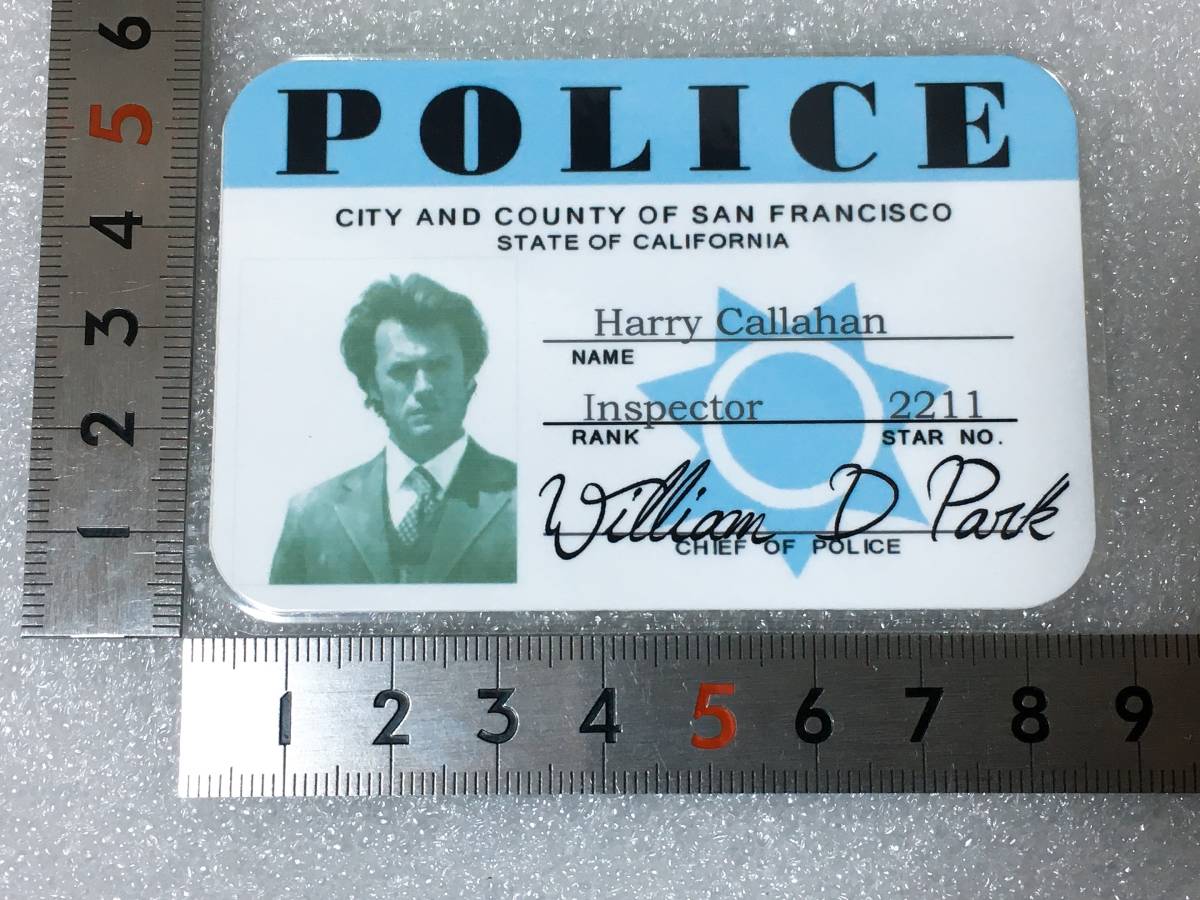 POLICE
CITY AND COUNTY OF SAN FRANCISCO
STATE OF CALIFORNIA
Harry Callahan
NAME
Inspector 2211
RANK STAR NO.
William D Park
CHIEF OF POLICE
6
5
4
3
2
1
1 2 3 4 5 6 7 8 9